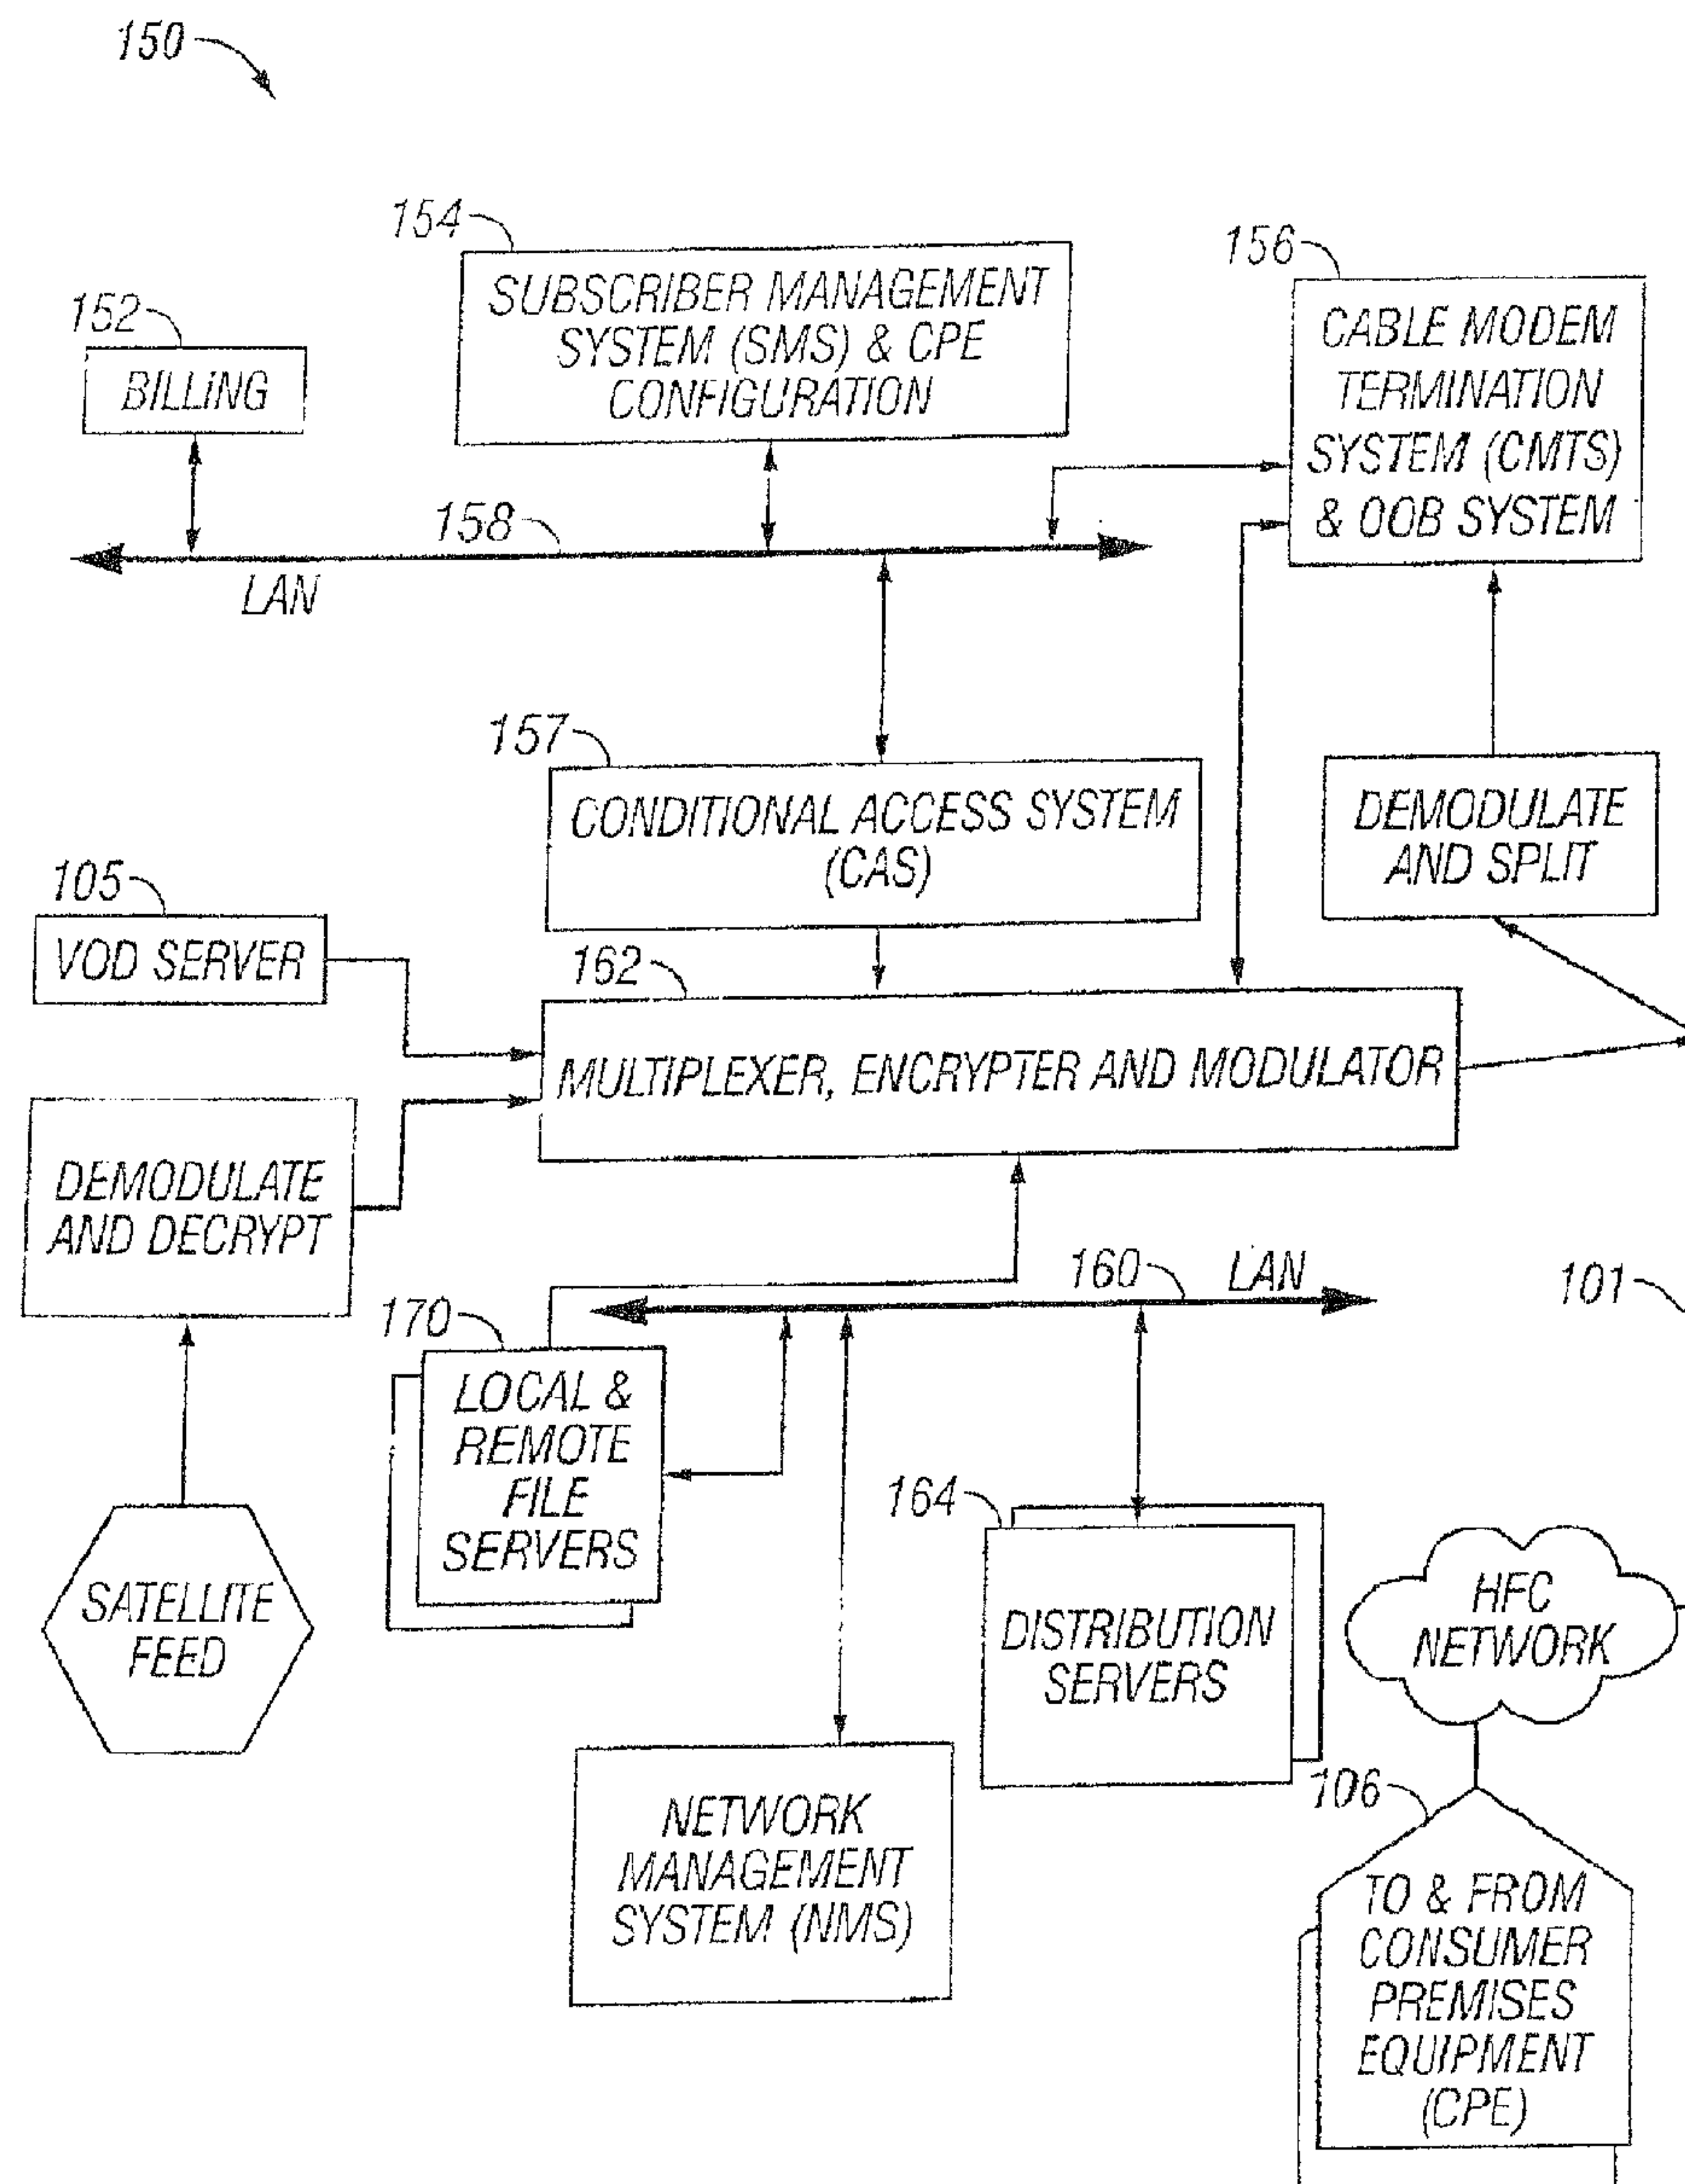 150
154
SUBSCRIBER MANAGEMENT
SYSTEM (SMS) & CPE
CONFIGURATION
156
CABLE MODEM
TERMINATION
SYSTEM (CMTS)
& OOB SYSTEM
152
BILLING
158
LAN
157
CONDITIONAL ACCESS SYSTEM
(CAS)
DEMODULATE
AND SPLIT
105
VOD SERVER
162
MULTIPLEXER, ENCRYPTER AND MODULATOR
DEMODULATE
AND DECRYPT
160
LAN
101
170
LOCAL &
REMOTE
FILE
SERVERS
164
DISTRIBUTION
SERVERS
SATELLITE
FEED
HFC
NETWORK
NETWORK
MANAGEMENT
SYSTEM (NMS)
106
TO & FROM
CONSUMER
PREMISES
EQUIPMENT
(CPE)